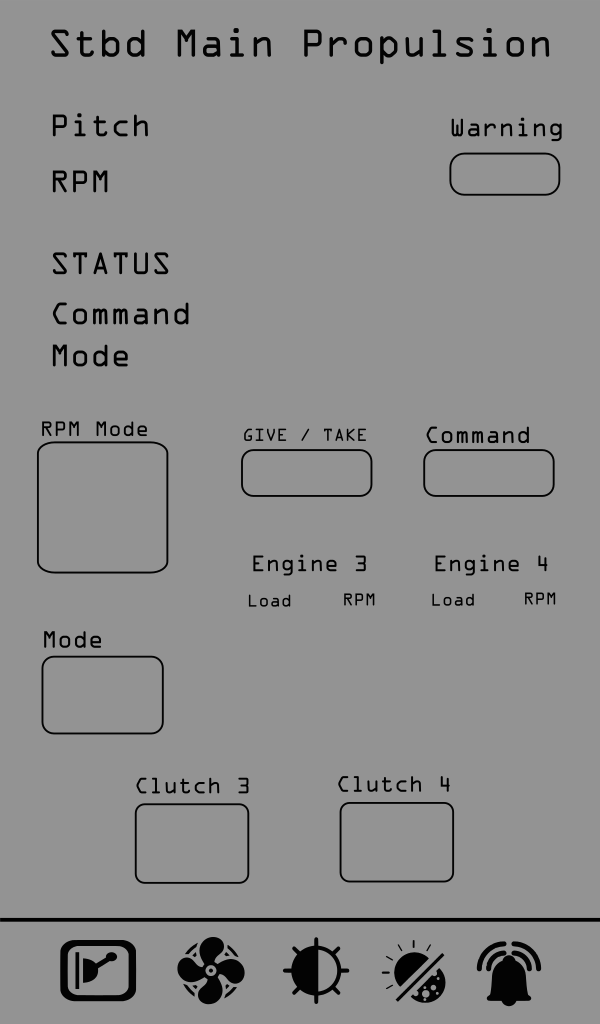 Stbd Main Propulsion
Pitch
Warning
RPM
STATUS
Command
Mode
RPM Mode
GIVE / TAKE
Command
Engine 3
Engine 4
Load RPM
Load RPM
Mode
Clutch 3
Clutch 4